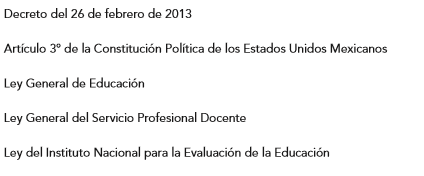 Decreto del 26 de febrero de 2013
Artículo 3º de la Constitución Política de los Estados Unidos Mexicanos
Ley General de Educación
Ley General del Servicio Profesional Docente
Ley del Instituto Nacional para la Evaluación de la Educación